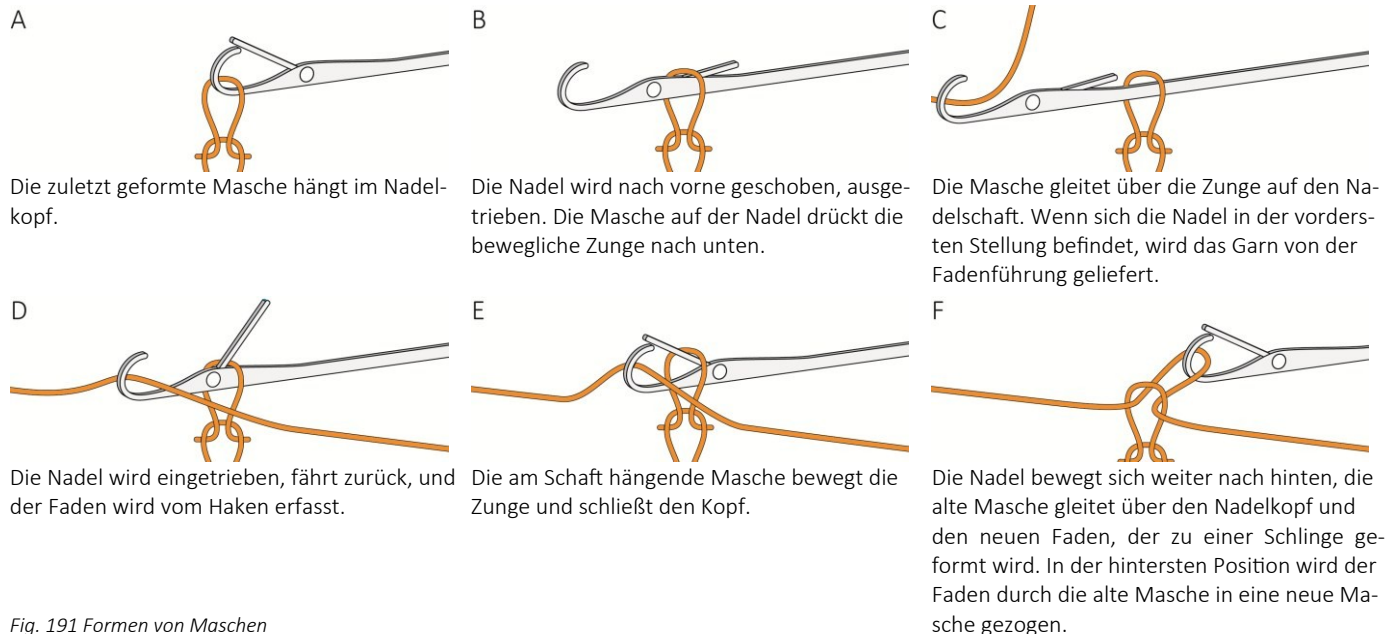 A
Die zuletzt geformte Masche hängt im Nadel-
kopf.
B
Die Nadel wird nach vorne geschoben, ausge-
trieben. Die Masche auf der Nadel drückt die
bewegliche Zunge nach unten.
C
Die Masche gleitet über die Zunge auf den Na-
delschaft. Wenn sich die Nadel in der vorders-
ten Stellung befindet, wird das Garn von der
Fadenführung geliefert.
D
Die Nadel wird eingetrieben, fährt zurück, und
der Faden wird vom Haken erfasst.
E
Die am Schaft hängende Masche bewegt die
Zunge und schließt den Kopf.
F
Die Nadel bewegt sich weiter nach hinten, die
alte Masche gleitet über den Nadelkopf und
den neuen Faden, der zu einer Schlinge ge-
formt wird. In der hintersten Position wird der
Faden durch die alte Masche in eine neue Ma-
sche gezogen.
Fig. 191 Formen von Maschen